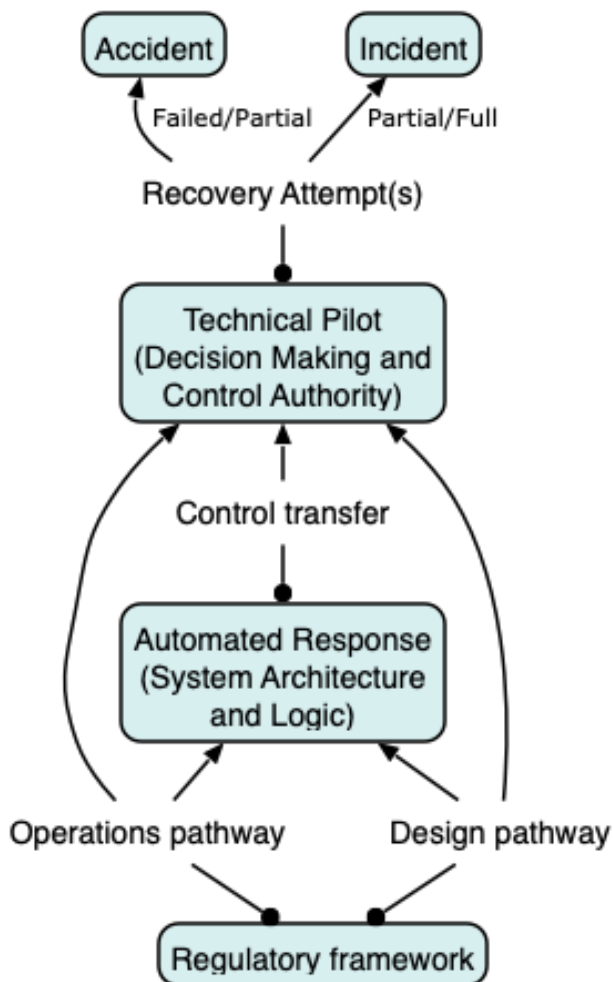 Accident
Incident
Failed/Partial
Partial/Full
Recovery Attempt(s)
Technical Pilot
(Decision Making and
Control Authority)
Control transfer
Automated Response
(System Architecture
and Logic)
Operations pathway
Design pathway
Regulatory framework